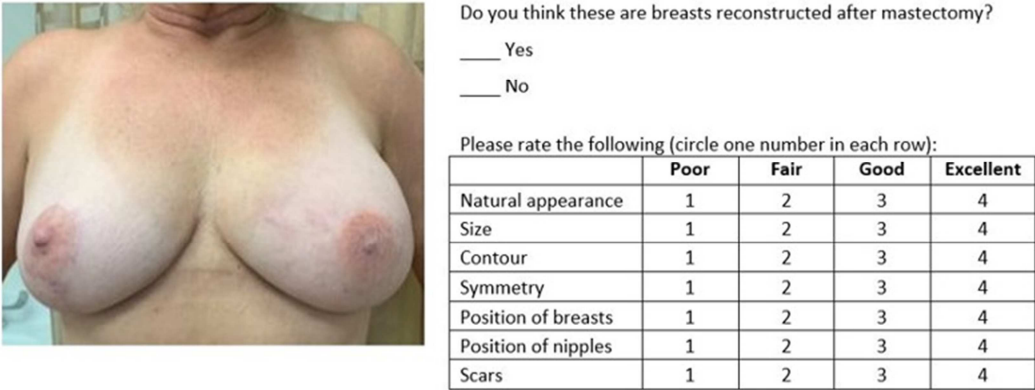 Do you think these are breasts reconstructed after mastectomy?
____ Yes
____ No
Please rate the following (circle one number in each row):
Poor Fair Good Excellent
Natural appearance 1 2 3 4
Size 1 2 3 4
Contour 1 2 3 4
Symmetry 1 2 3 4
Position of breasts 1 2 3 4
Position of nipples 1 2 3 4
Scars 1 2 3 4